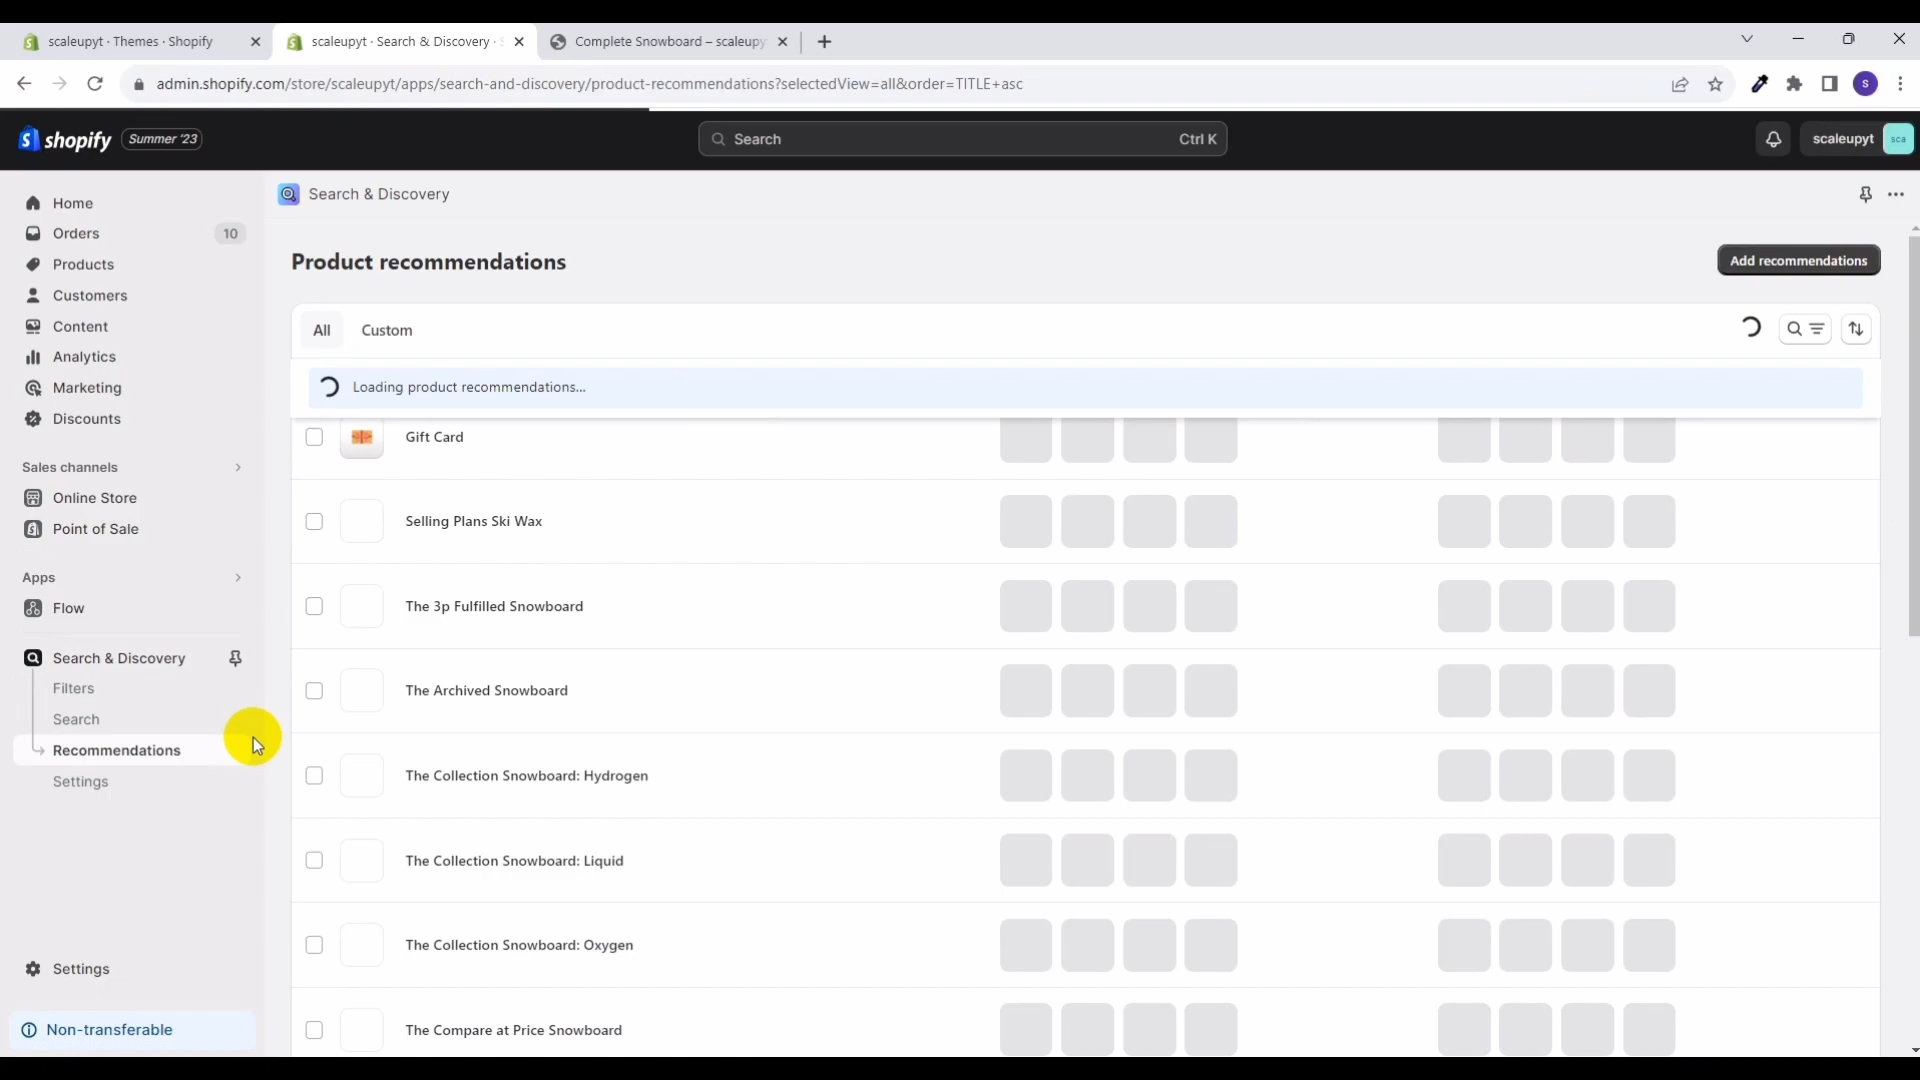 scaleupyt · Themes · Shopify
scaleupyt · Search & Discovery ·
Complete Snowboard – scaleupy
admin.shopify.com/store/scaleupyt/apps/search-and-discovery/product-recommendations?selectedView=all&order=TITLE+asc
S
shopify
Summer '23
Search
Ctrl K
scaleupyt
sca
Home
Orders
10
Products
Customers
Content
Analytics
Marketing
Discounts
Sales channels
Online Store
Point of Sale
Apps
Flow
Search & Discovery
Filters
Search
Recommendations
Settings
Settings
Non-transferable
Search & Discovery
Product recommendations
Add recommendations
All
Custom
Loading product recommendations...
Gift Card
Selling Plans Ski Wax
The 3p Fulfilled Snowboard
The Archived Snowboard
The Collection Snowboard: Hydrogen
The Collection Snowboard: Liquid
The Collection Snowboard: Oxygen
The Compare at Price Snowboard